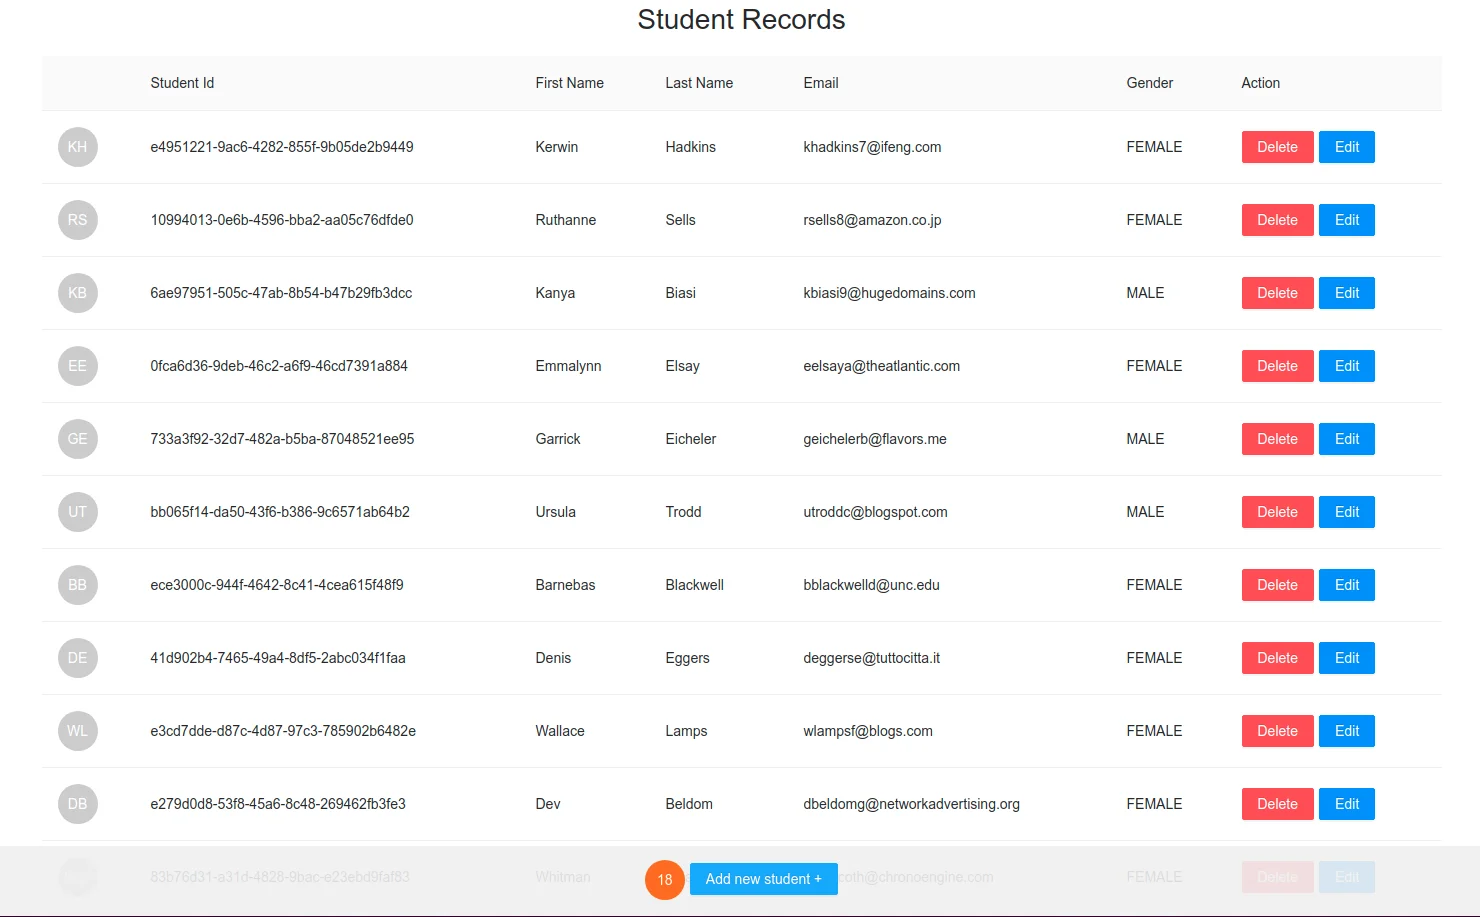 Student Records
Student Id First Name Last Name Email Gender Action
KH e4951221-9ac6-4282-855f-9b05de2b9449 Kerwin Hadkins khadkins7@ifeng.com FEMALE Delete Edit
RS 10994013-0e6b-4596-bba2-aa05c76dfde0 Ruthanne Sells rsells8@amazon.co.jp FEMALE Delete Edit
KB 6ae97951-505c-47ab-8b54-b47b29fb3dcc Kanya Biasi kbiasi9@hugedomains.com MALE Delete Edit
EE 0fca6d36-9deb-46c2-a6f9-46cd7391a884 Emmalynn Elsay eelsaya@theatlantic.com FEMALE Delete Edit
GE 733a3f92-32d7-482a-b5ba-87048521ee95 Garrick Eicheler geichelerb@flavors.me MALE Delete Edit
UT bb065f14-da50-43f6-b386-9c6571ab64b2 Ursula Trodd utroddc@blogspot.com MALE Delete Edit
BB ece3000c-944f-4642-8c41-4cea615f48f9 Barnebas Blackwell bblackwelld@unc.edu FEMALE Delete Edit
DE 41d902b4-7465-49a4-8df5-2abc034f1faa Denis Eggers deggerse@tuttocitta.it FEMALE Delete Edit
WL e3cd7dde-d87c-4d87-97c3-785902b6482e Wallace Lamps wlampsf@blogs.com FEMALE Delete Edit
DB e279d0d8-53f8-45a6-8c48-269462fb3fe3 Dev Beldom dbeldomg@networkadvertising.org FEMALE Delete Edit
83b76d31-a31d-4828-9bac-e23ebd9faf83 Whitman coth@chronoengine.com FEMALE Delete Edit
18 Add new student +